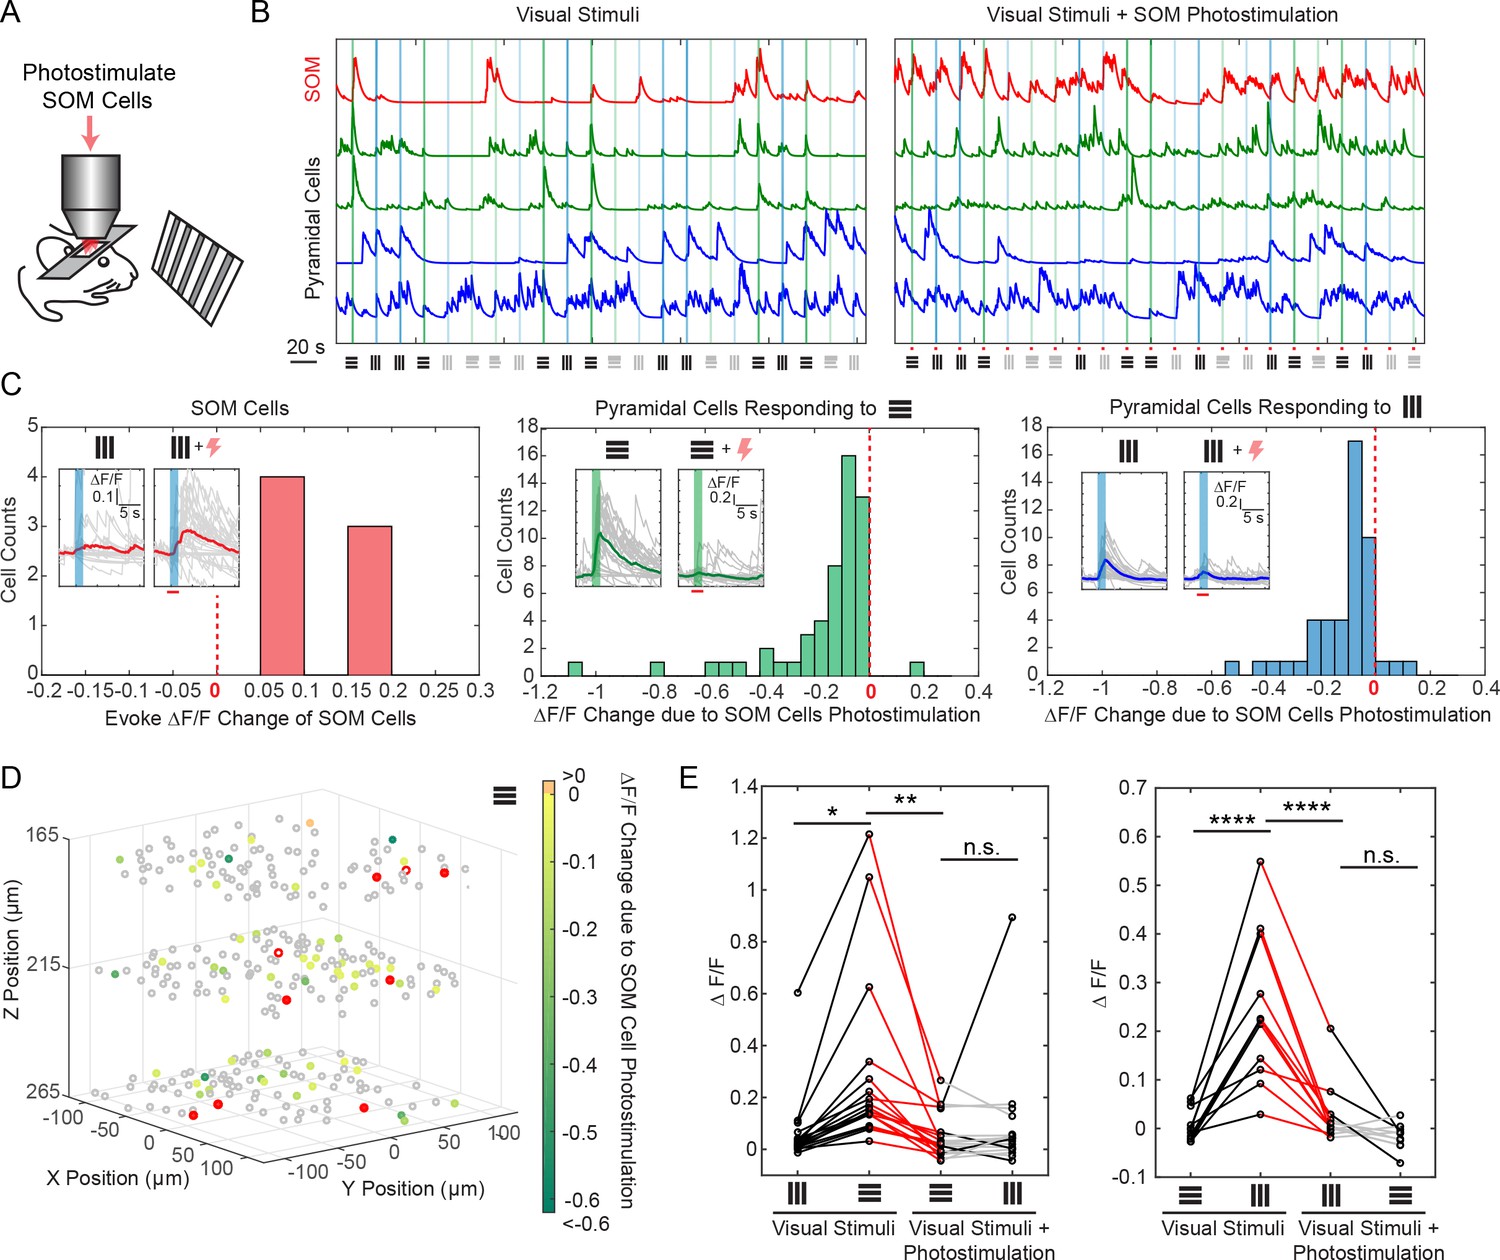 A
Photostimulate
SOM Cells
B
Visual Stimuli
Visual Stimuli + SOM Photostimulation
SOM
Pyramidal Cells
20 s
C
SOM Cells
Cell Counts
5
4
3
2
1
0
-0.2 -0.15 -0.1 -0.05 0 0.05 0.1 0.15 0.2 0.25 0.3
+
ΔF/F
0.1
5 s
Evoke ΔF/F Change of SOM Cells
Pyramidal Cells Responding to
Cell Counts
18
16
14
12
10
8
6
4
2
0
-1.2 -1 -0.8 -0.6 -0.4 -0.2 0 0.2 0.4
+
ΔF/F
0.2
5 s
ΔF/F Change due to SOM Cells Photostimulation
Pyramidal Cells Responding to
Cell Counts
18
16
14
12
10
8
6
4
2
0
-1.2 -1 -0.8 -0.6 -0.4 -0.2 0 0.2 0.4
+
ΔF/F
0.2
5 s
ΔF/F Change due to SOM Cells Photostimulation
D
Z Position (μm)
165
215
265
-100 -50 0 50 100
X Position (μm)
-100 -50 0 50 100
Y Position (μm)
>0
0
-0.1
-0.2
-0.3
-0.4
-0.5
-0.6
<-0.6
ΔF/F Change due to SOM Cell Photostimulation
E
Δ F/F
1.4
1.2
1
0.8
0.6
0.4
0.2
0
*
**
n.s.
Visual Stimuli
Visual Stimuli +
Photostimulation
Δ F/F
0.7
0.6
0.5
0.4
0.3
0.2
0.1
0
-0.1
****
****
n.s.
Visual Stimuli
Visual Stimuli +
Photostimulation